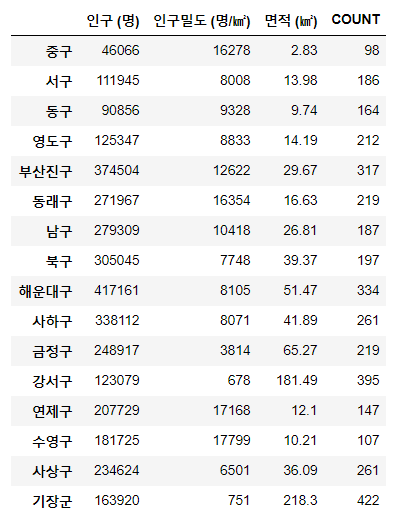 인구 (명) 인구밀도 (명/㎢) 면적 (㎢) COUNT
중구 46066 16278 2.83 98
서구 111945 8008 13.98 186
동구 90856 9328 9.74 164
영도구 125347 8833 14.19 212
부산진구 374504 12622 29.67 317
동래구 271967 16354 16.63 219
남구 279309 10418 26.81 187
북구 305045 7748 39.37 197
해운대구 417161 8105 51.47 334
사하구 338112 8071 41.89 261
금정구 248917 3814 65.27 219
강서구 123079 678 181.49 395
연제구 207729 17168 12.1 147
수영구 181725 17799 10.21 107
사상구 234624 6501 36.09 261
기장군 163920 751 218.3 422